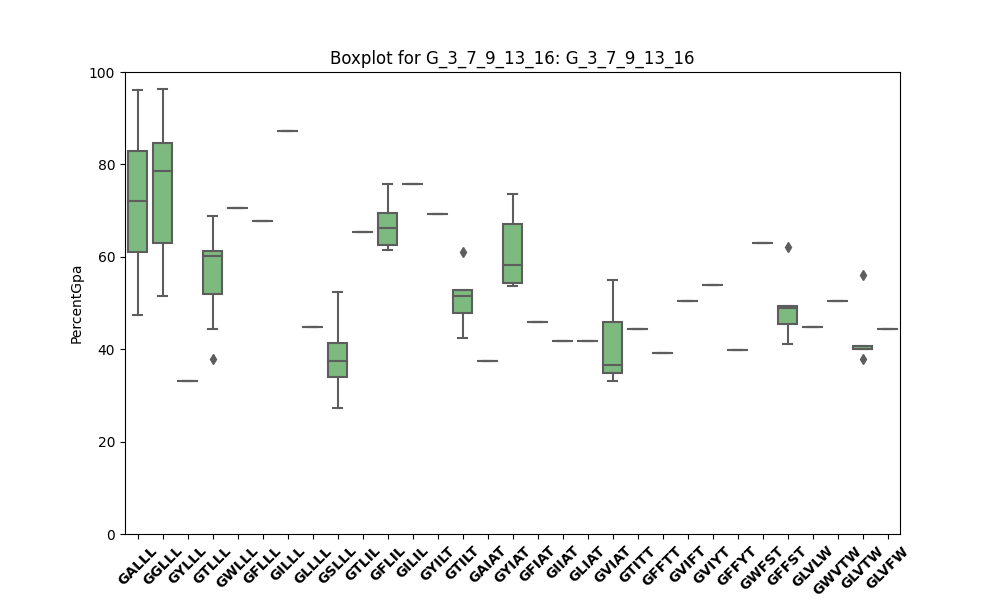 Boxplot for G_3_7_9_13_16: G_3_7_9_13_16
PercentGpa
100
80
60
40
20
0
GALLL
GGLLL
GYLLL
GTLLL
GWLLL
GFLLL
GILLL
GLLLL
GSLLL
GTLIL
GFLIL
GILIL
GYILT
GTILT
GAIAT
GYIAT
GFIAT
GIIAT
GLIAT
GVIAT
GTITT
GFFTT
GVIFT
GVIYT
GFFYT
GWFST
GFFST
GLVLW
GWVTW
GLVTW
GLVFW